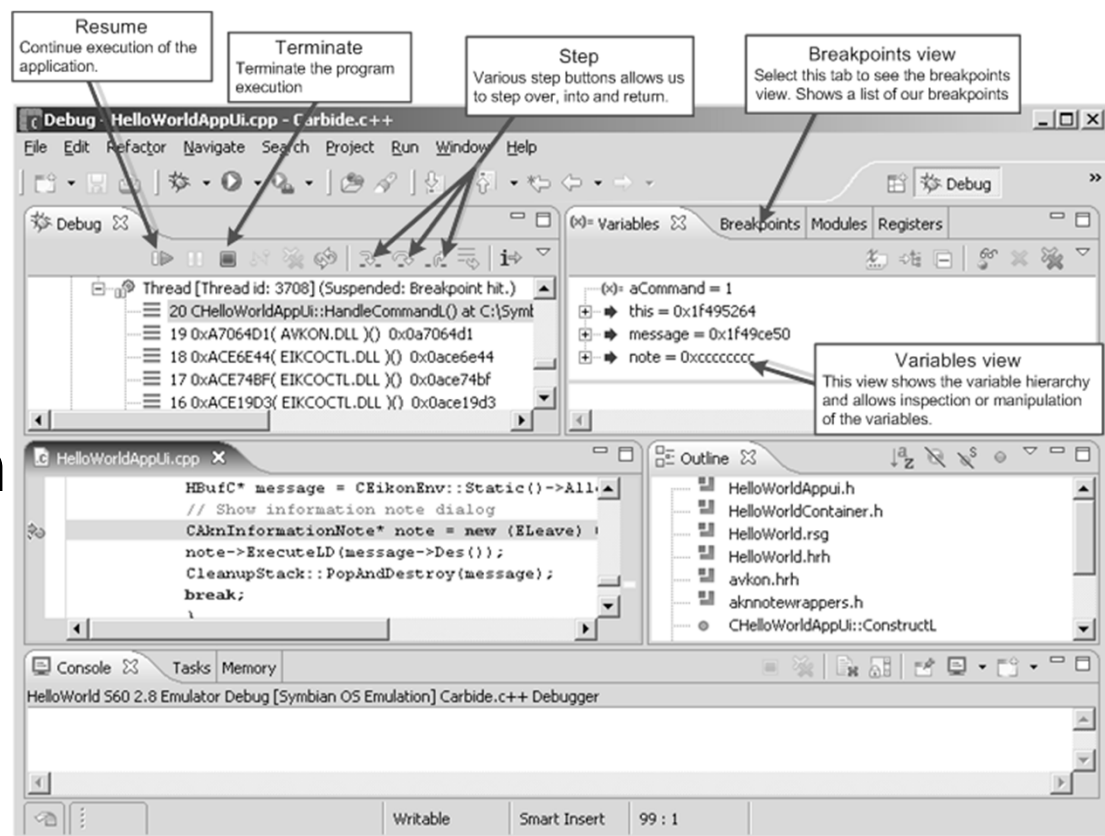 Resume
Continue execution of the
application.
Terminate
Terminate the program
execution
Step
Various step buttons allows us
to step over, into and return.
Breakpoints view
Select this tab to see the breakpoints
view. Shows a list of our breakpoints
Debug - HelloWorldAppUi.cpp - Carbide.c++
File Edit Refactor Navigate Search Project Run Window Help
Debug
Debug
Thread [Thread id: 3708] (Suspended: Breakpoint hit.)
20 CHelloWorldAppUi::HandleCommandL() at C:\Symb
19 0xA7064D1( AVKON.DLL )() 0x0a7064d1
18 0xACE6E44( EIKCOCTL.DLL )() 0x0ace6e44
17 0xACE74BF( EIKCOCTL.DLL )() 0x0ace74bf
16 0xACE19D3( EIKCOCTL.DLL )() 0x0ace19d3
(x)= Variables Breakpoints Modules Registers
(x)= aCommand = 1
this = 0x1f495264
message = 0x1f49ce50
note = 0xcccccccc
Variables view
This view shows the variable hierarchy
and allows inspection or manipulation
of the variables.
HelloWorldAppUi.cpp
HBufC* message = CEikonEnv::Static()->All
// Show information note dialog
CAknInformationNote* note = new (ELeave)
note->ExecuteLD(message->Des());
CleanupStack::PopAndDestroy(message);
break;
}
Outline
HelloWorldAppui.h
HelloWorldContainer.h
HelloWorld.rsg
HelloWorld.hrh
avkon.hrh
aknnotewrappers.h
CHelloWorldAppUi::ConstructL
Console Tasks Memory
HelloWorld S60 2.8 Emulator Debug [Symbian OS Emulation] Carbide.c++ Debugger
Writable Smart Insert 99 : 1